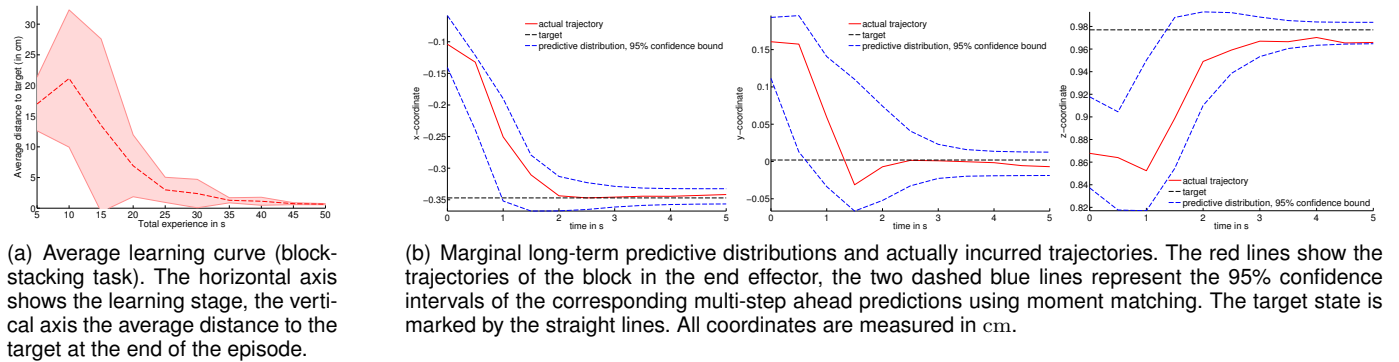 30
25
20
15
10
5
0
5 10 15 20 25 30 35 40 45 50
Average distance to target (in cm)
Total experience in s
actual trajectory
target
predictive distribution, 95% confidence bound
−0.1
−0.15
−0.2
−0.25
−0.3
−0.35
0 1 2 3 4 5
x−coordinate
time in s
actual trajectory
target
predictive distribution, 95% confidence bound
0.15
0.1
0.05
0
−0.05
0 1 2 3 4 5
y−coordinate
time in s
0.98
0.96
0.94
0.92
0.9
0.88
0.86
0.84
0.82
0 1 2 3 4 5
z−coordinate
time in s
actual trajectory
target
predictive distribution, 95% confidence bound
(a) Average learning curve (block-
stacking task). The horizontal axis
shows the learning stage, the verti-
cal axis the average distance to the
target at the end of the episode.
(b) Marginal long-term predictive distributions and actually incurred trajectories. The red lines show the
trajectories of the block in the end effector, the two dashed blue lines represent the 95% confidence
intervals of the corresponding multi-step ahead predictions using moment matching. The target state is
marked by the straight lines. All coordinates are measured in cm.